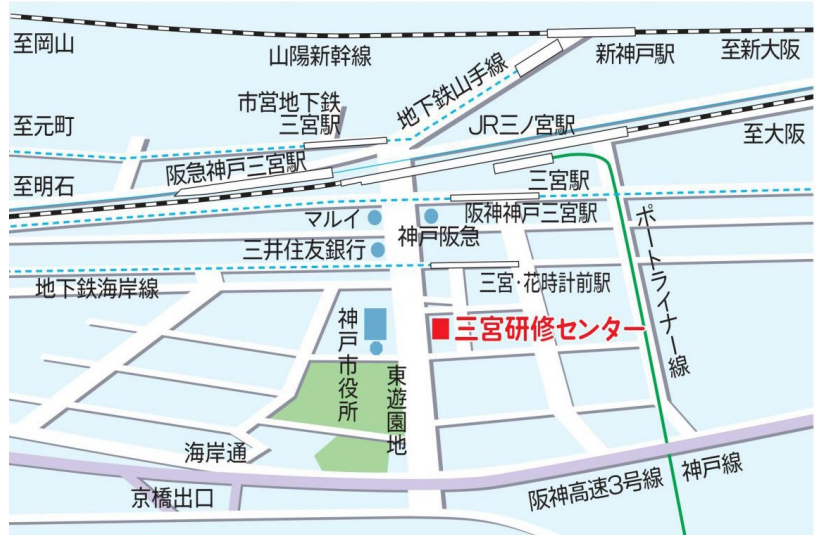 至岡山
山陽新幹線
新神戸駅
至新大阪
市営地下鉄
三宮駅
地下鉄山手線
至元町
JR三ノ宮駅
至大阪
阪急神戸三宮駅
至明石
三宮駅
マルイ
神戸阪急
阪神神戸三宮駅
ポートライナー線
三井住友銀行
地下鉄海岸線
三宮・花時計前駅
神戸市役所
三宮研修センター
東遊園地
海岸通
京橋出口
阪神高速3号線 神戸線